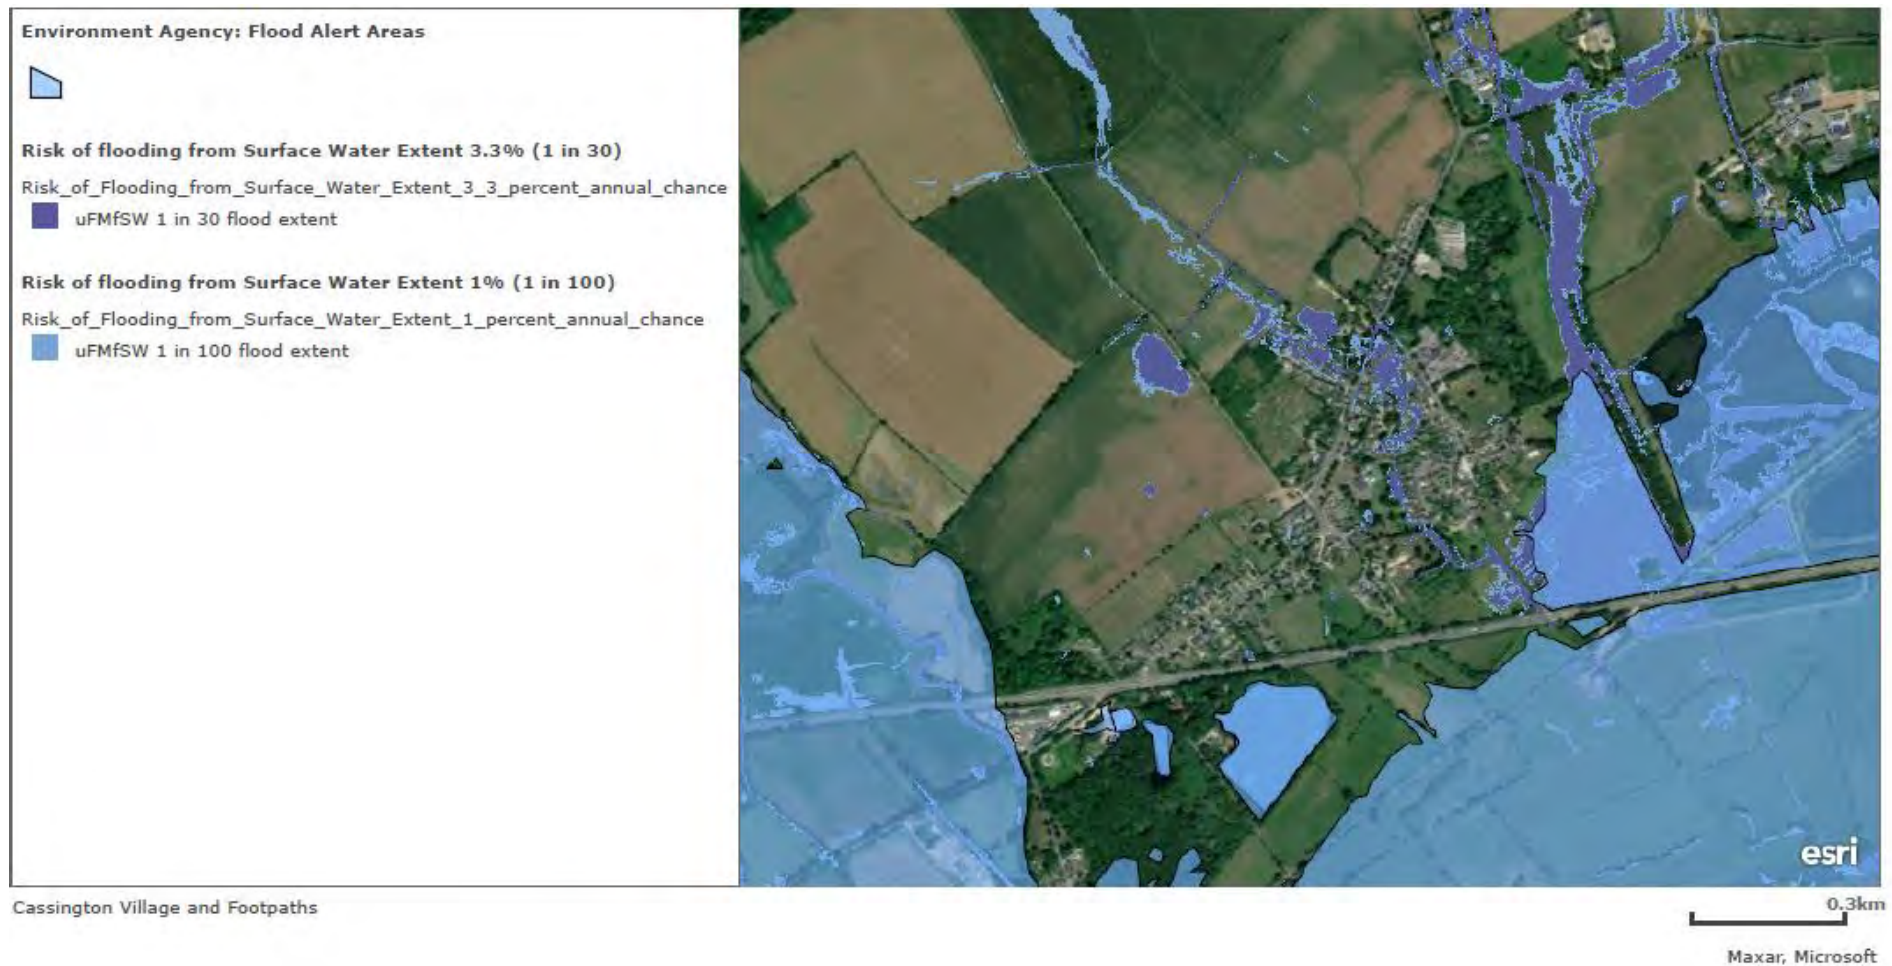 Environment Agency: Flood Alert Areas
Risk of flooding from Surface Water Extent 3.3% (1 in 30)
Risk_of_Flooding_from_Surface_Water_Extent_3_3_percent_annual_chance
uFMfSW 1 in 30 flood extent
Risk of flooding from Surface Water Extent 1% (1 in 100)
Risk_of_Flooding_from_Surface_Water_Extent_1_percent_annual_chance
uFMfSW 1 in 100 flood extent
esri
Cassington Village and Footpaths
0.3km
Maxar, Microsoft